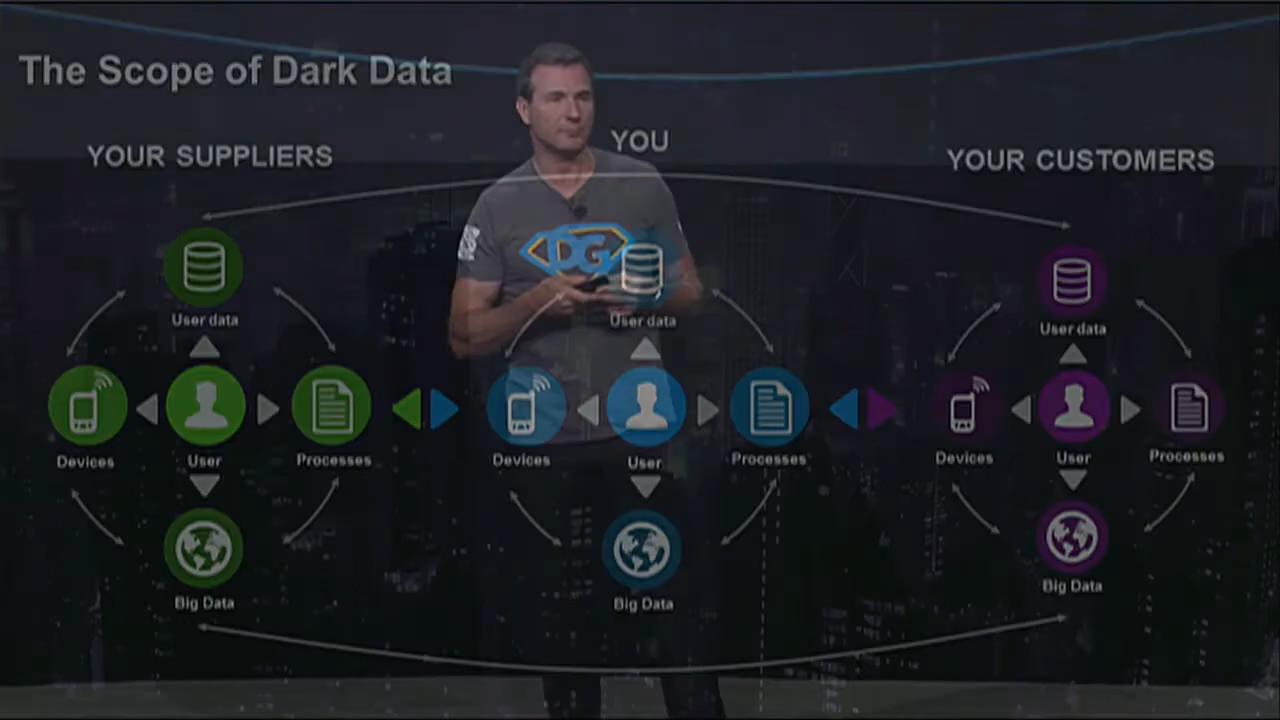 The Scope of Dark Data
YOUR SUPPLIERS
YOU
YOUR CUSTOMERS
DG
User data
User data
User data
Devices
User
Processes
Devices
User
Processes
Devices
User
Processes
Big Data
Big Data
Big Data